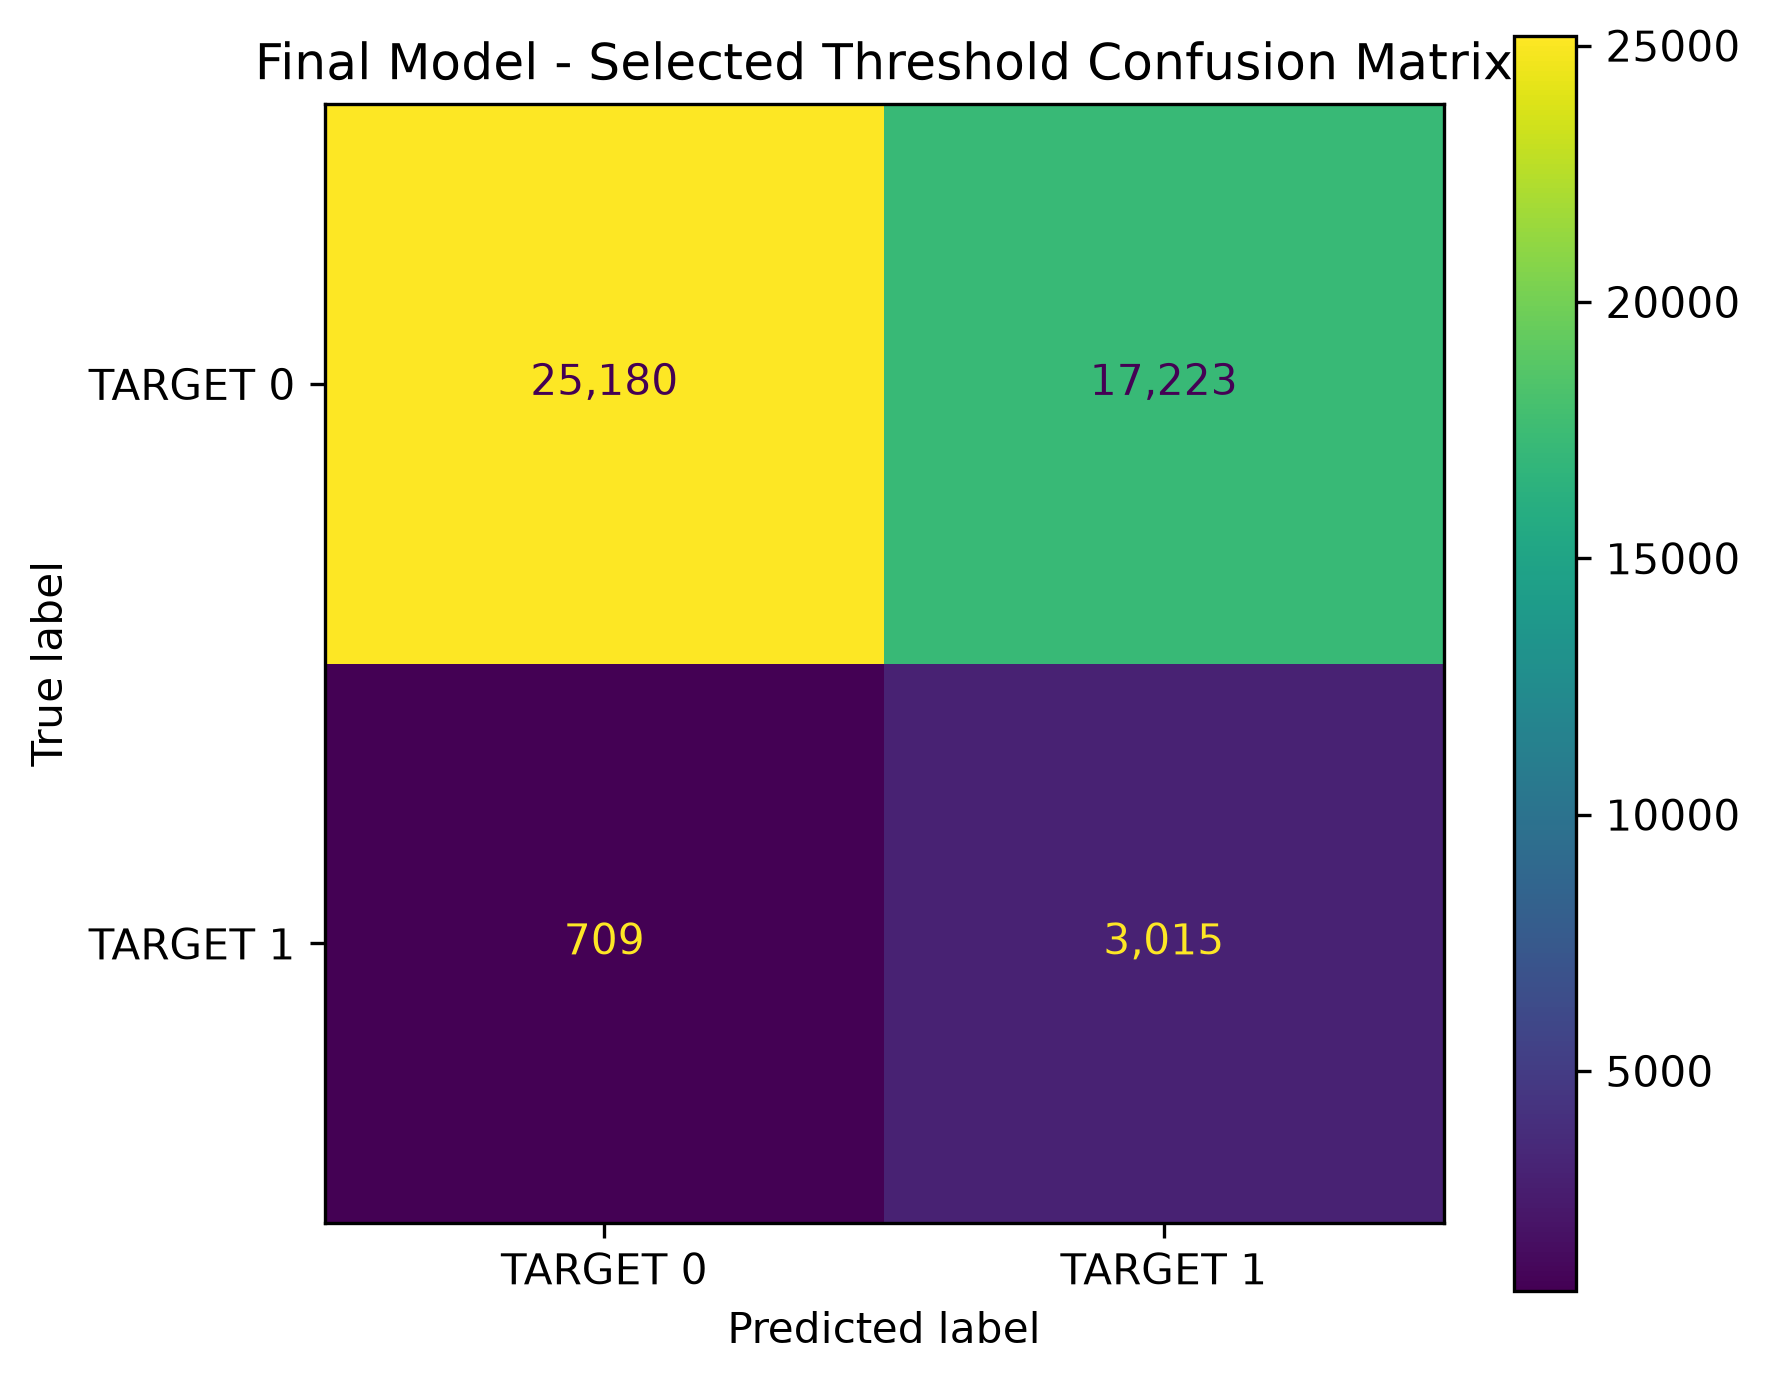 Final Model - Selected Threshold Confusion Matrix
25000
20000
15000
10000
5000
True label
TARGET 0
25,180
17,223
TARGET 1
709
3,015
TARGET 0
TARGET 1
Predicted label